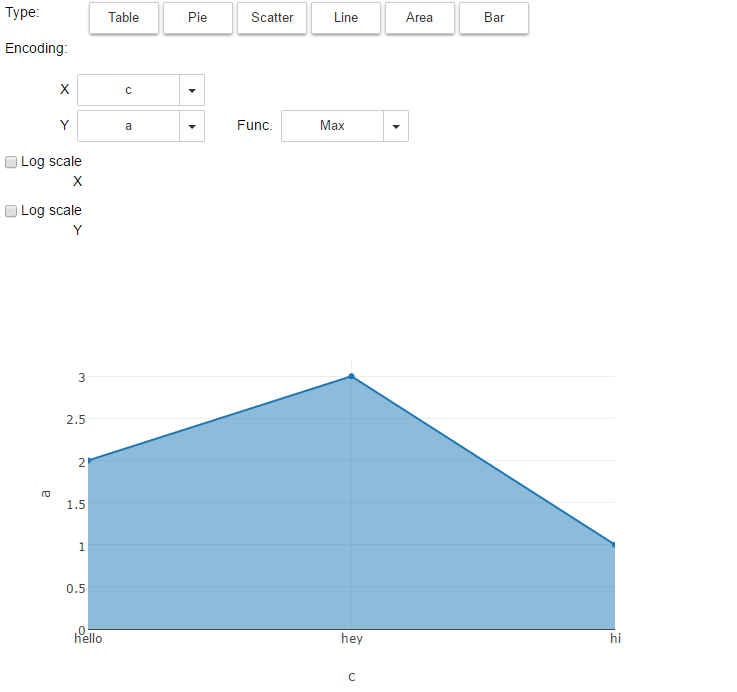 Type: Table Pie Scatter Line Area Bar
Encoding:
X c
Y a Func. Max
Log scale
X
Log scale
Y
3
2.5
2
1.5
1
0.5
0
a
hello hey hi
c